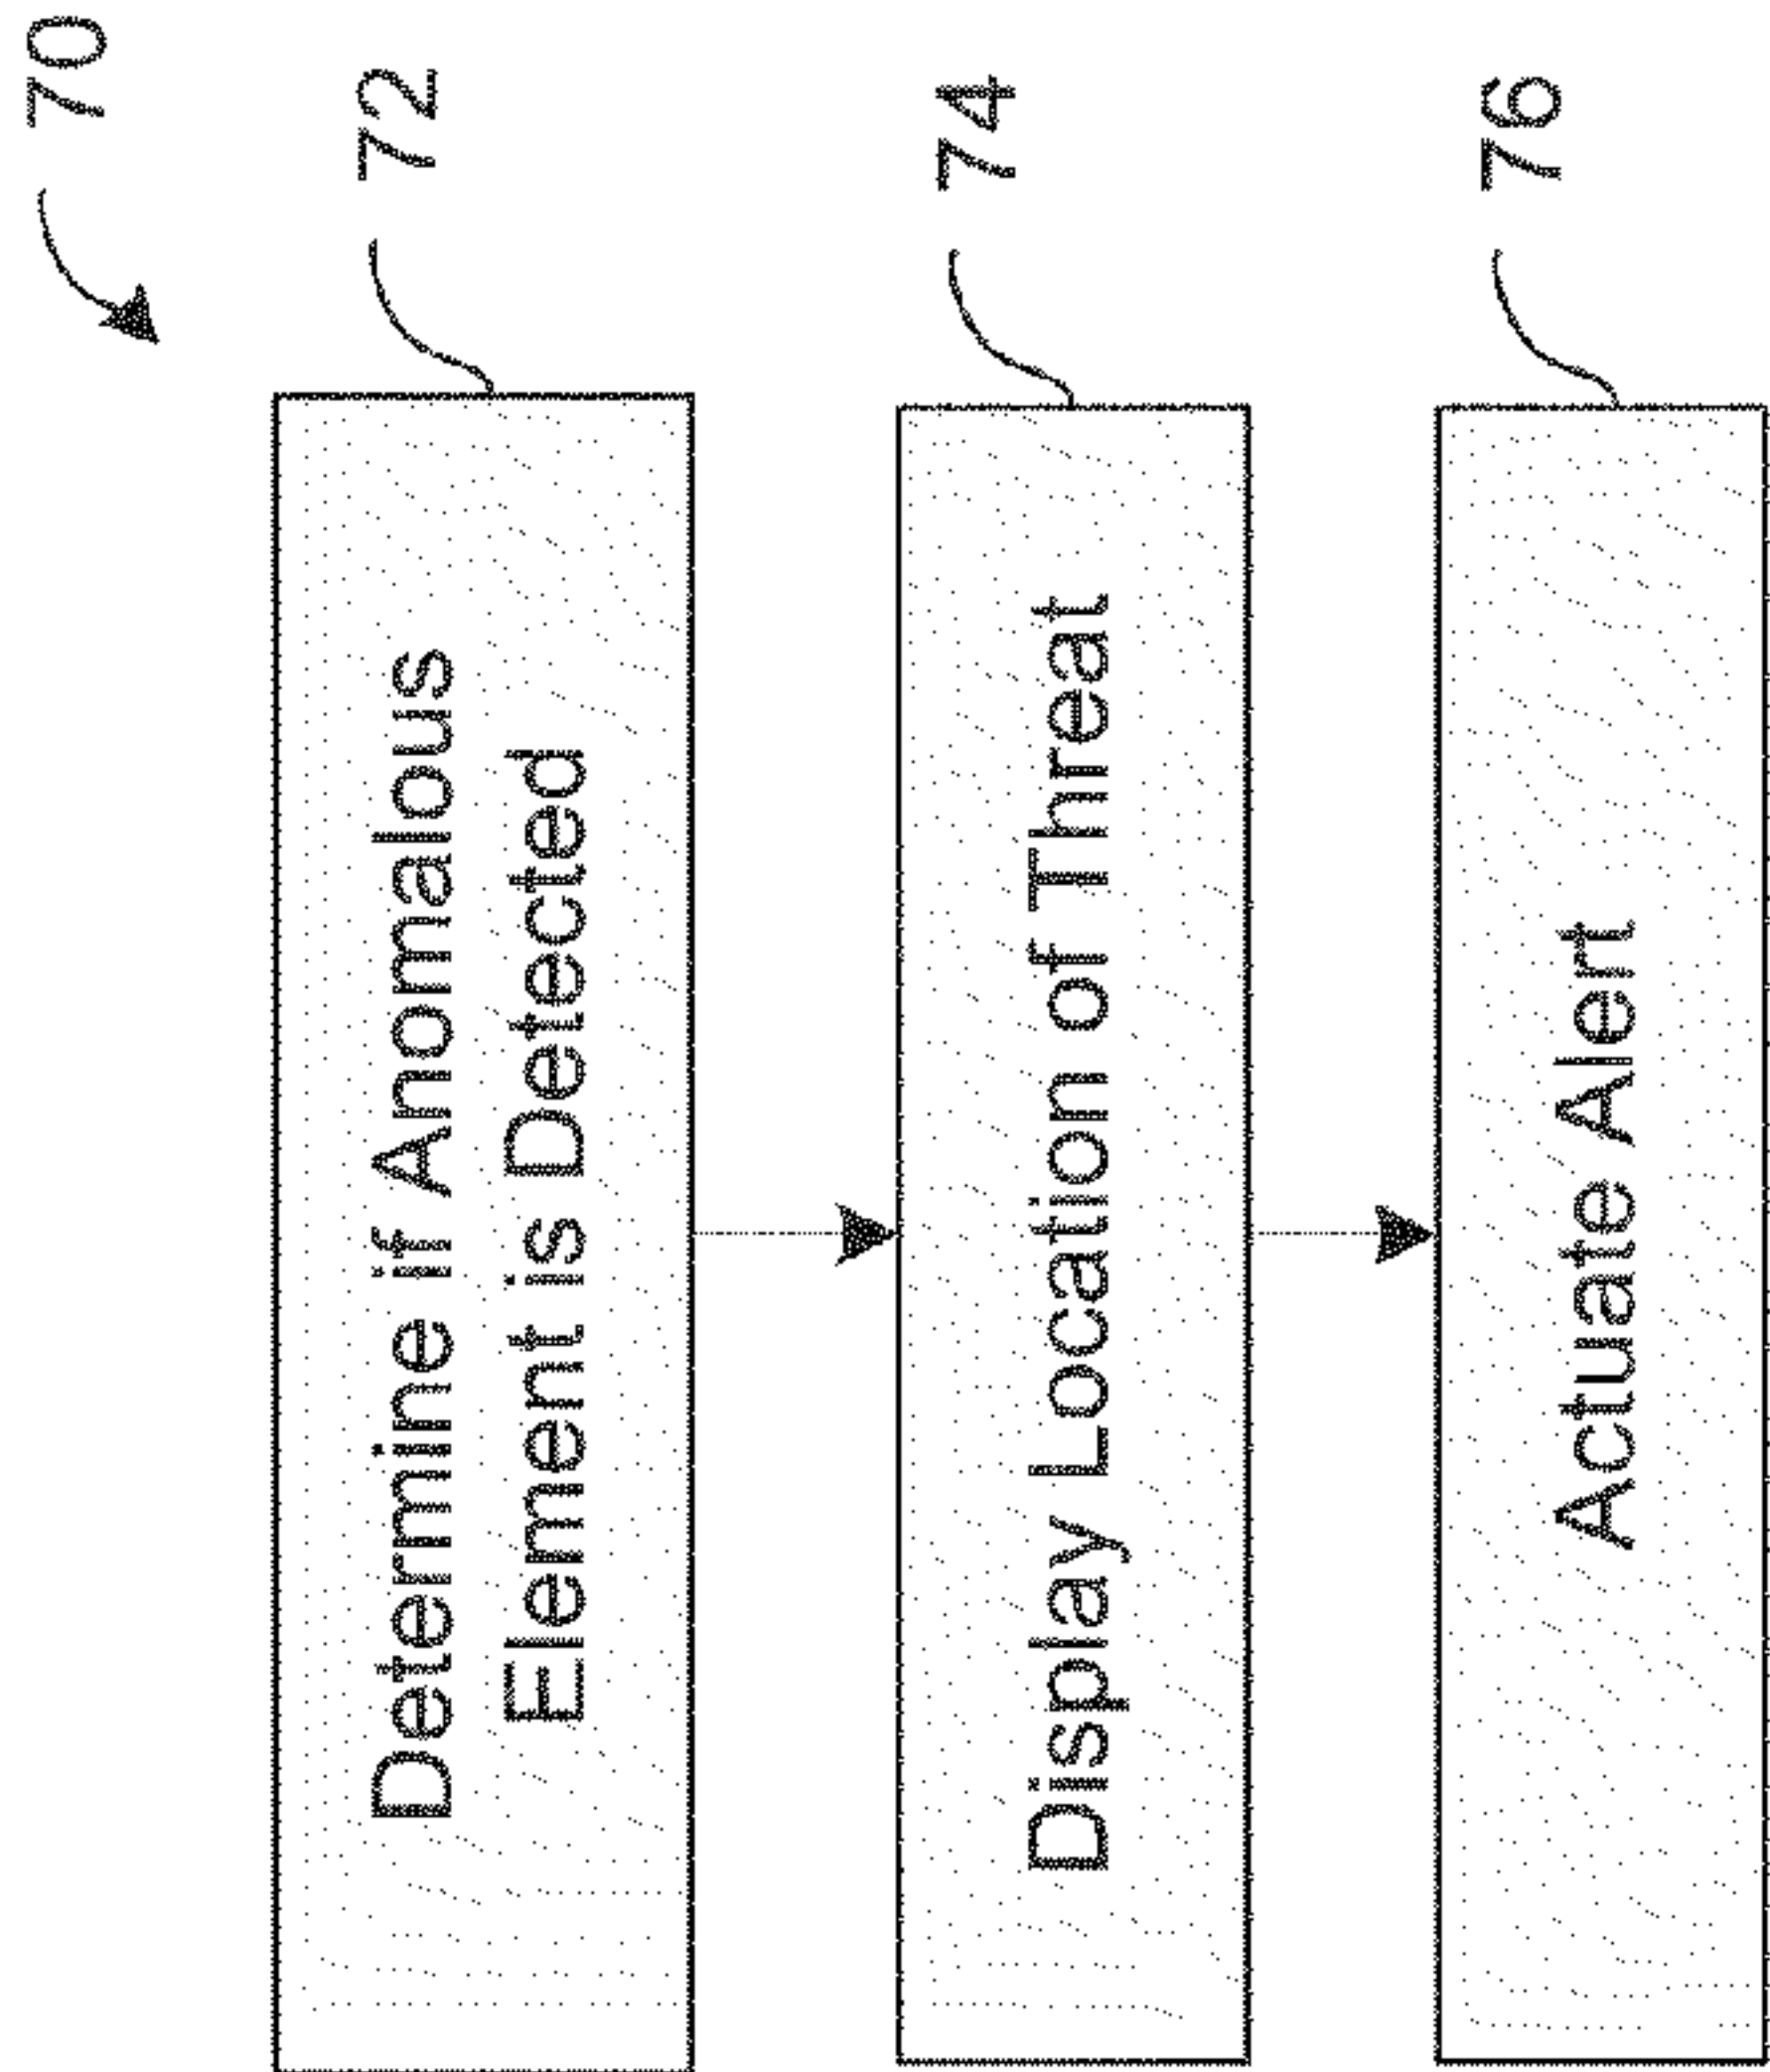 70
Determine if Anomalous
Element is Detected
72
Display Location of Threat
74
Actuate Alert
76